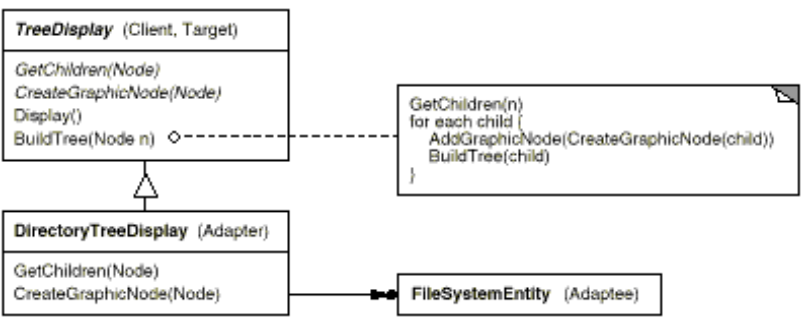 TreeDisplay (Client, Target)
GetChildren(Node)
CreateGraphicNode(Node)
Display()
BuildTree(Node n)
GetChildren(n)
for each child {
AddGraphicNode(CreateGraphicNode(child))
BuildTree(child)
}
DirectoryTreeDisplay (Adapter)
GetChildren(Node)
CreateGraphicNode(Node)
FileSystemEntity (Adaptee)